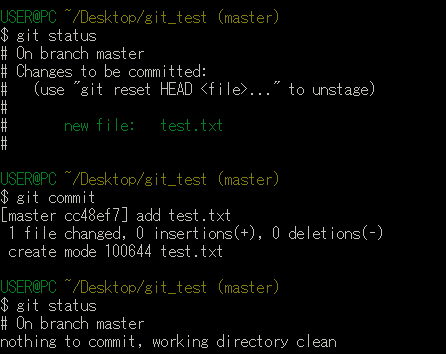 USER@PC ~/Desktop/git_test (master)
$ git status
# On branch master
# Changes to be committed:
#   (use "git reset HEAD <file>..." to unstage)
#
#       new file:   test.txt
#
USER@PC ~/Desktop/git_test (master)
$ git commit
[master cc48ef7] add test.txt
 1 file changed, 0 insertions(+), 0 deletions(-)
 create mode 100644 test.txt
USER@PC ~/Desktop/git_test (master)
$ git status
# On branch master
nothing to commit, working directory clean